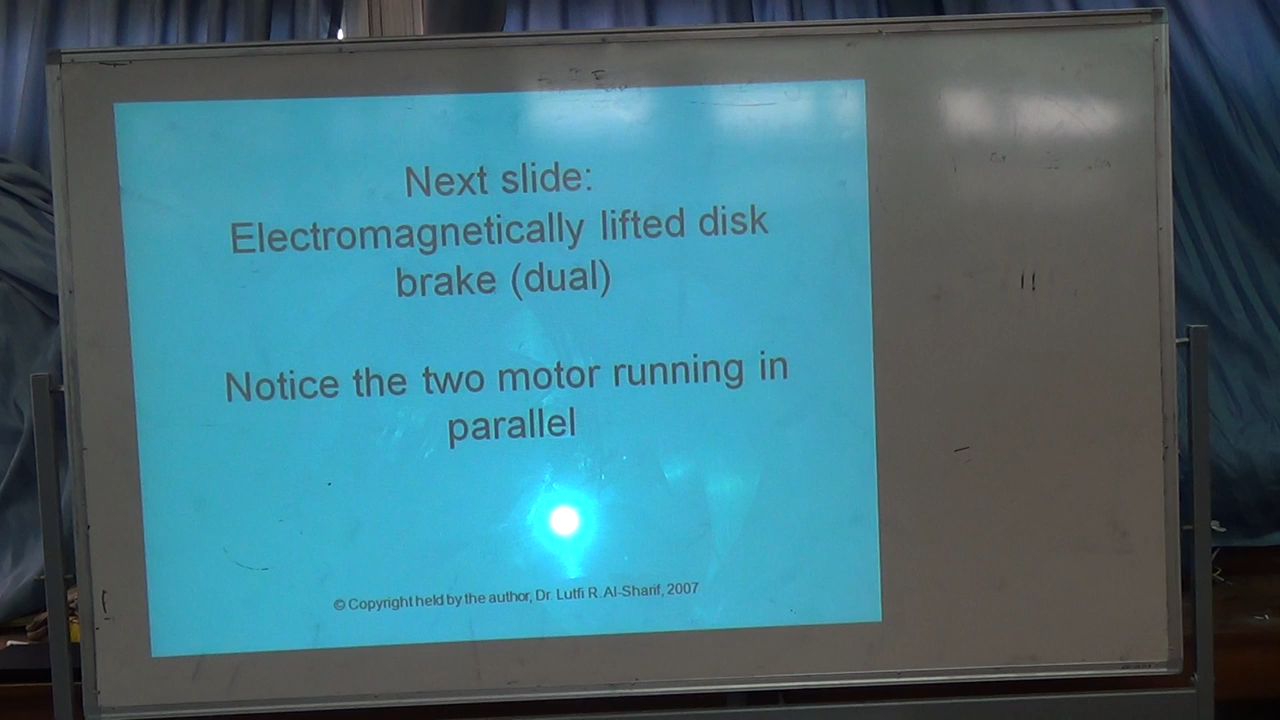 Next slide:
Electromagnetically lifted disk
brake (dual)
Notice the two motor running in
parallel
© Copyright held by the author, Dr. Lutfi R. Al-Sharif, 2007